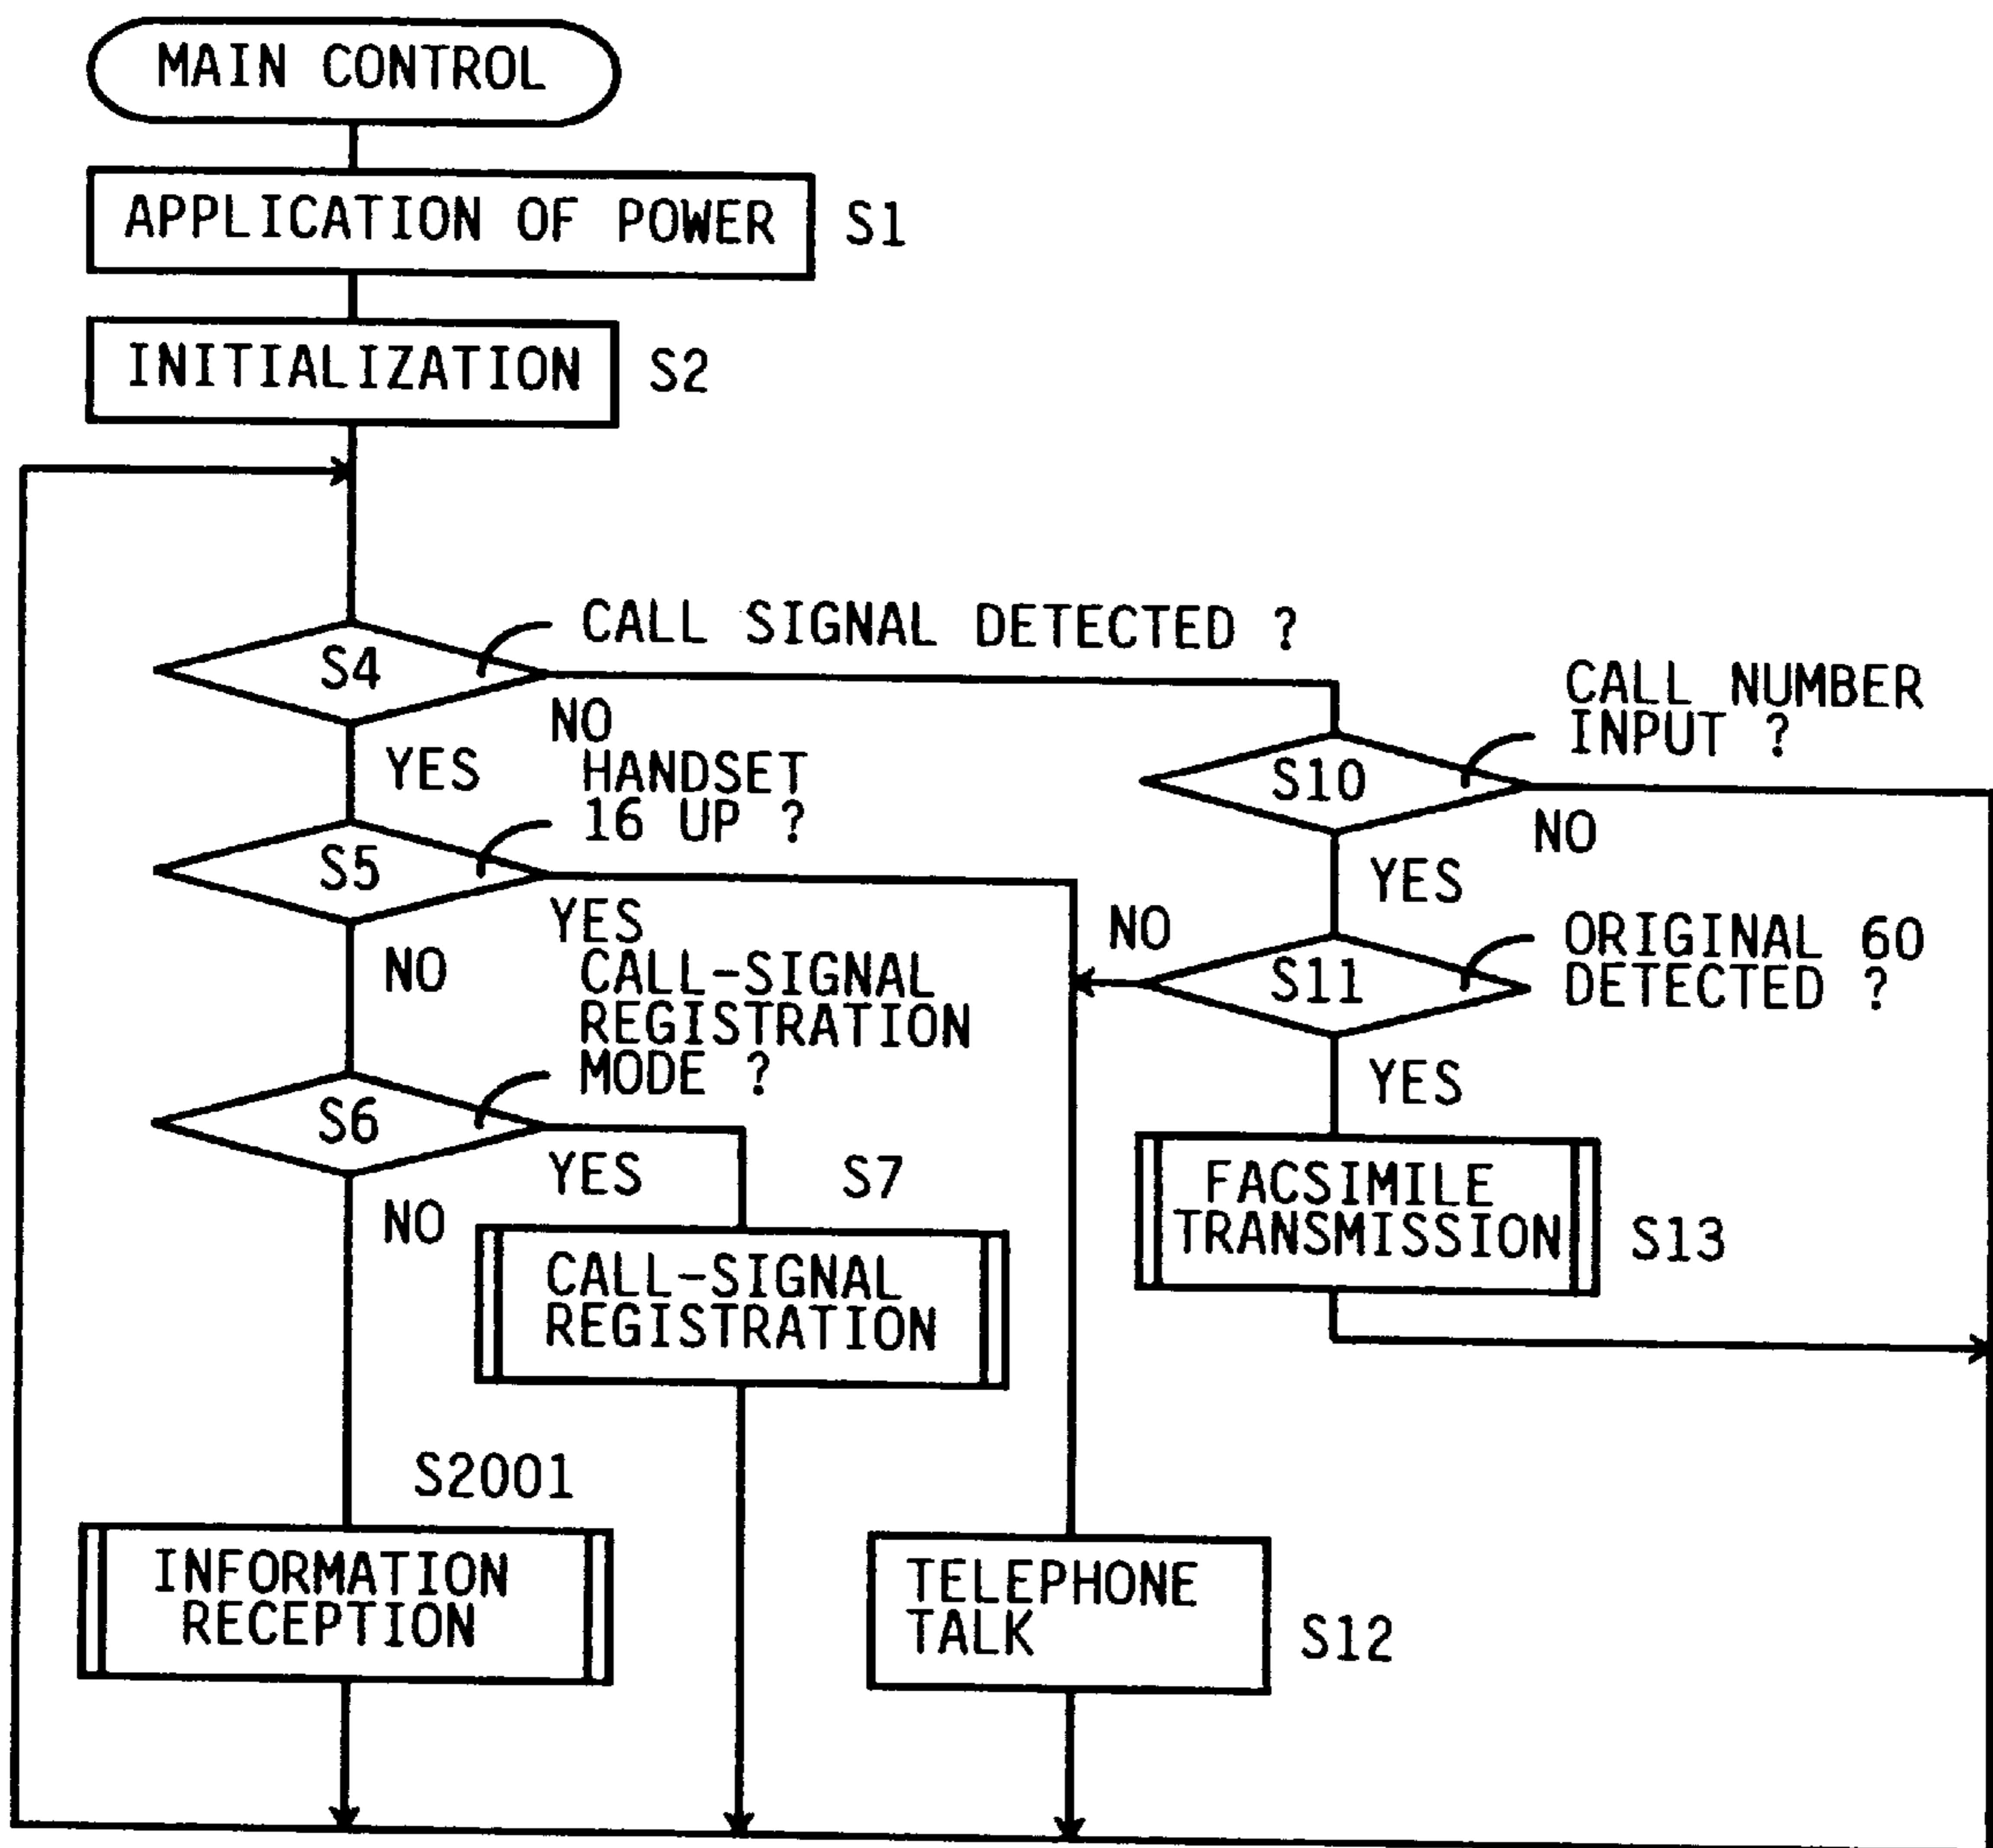 MAIN CONTROL
APPLICATION OF POWER
S1
INITIALIZATION
S2
S4
CALL SIGNAL DETECTED ?
NO
YES
S5
HANDSET
16 UP ?
YES
NO
S6
CALL-SIGNAL
REGISTRATION
MODE ?
YES
NO
S7
CALL-SIGNAL
REGISTRATION
S2001
INFORMATION
RECEPTION
S10
CALL NUMBER
INPUT ?
NO
YES
S11
ORIGINAL 60
DETECTED ?
NO
YES
FACSIMILE
TRANSMISSION
S13
TELEPHONE
TALK
S12